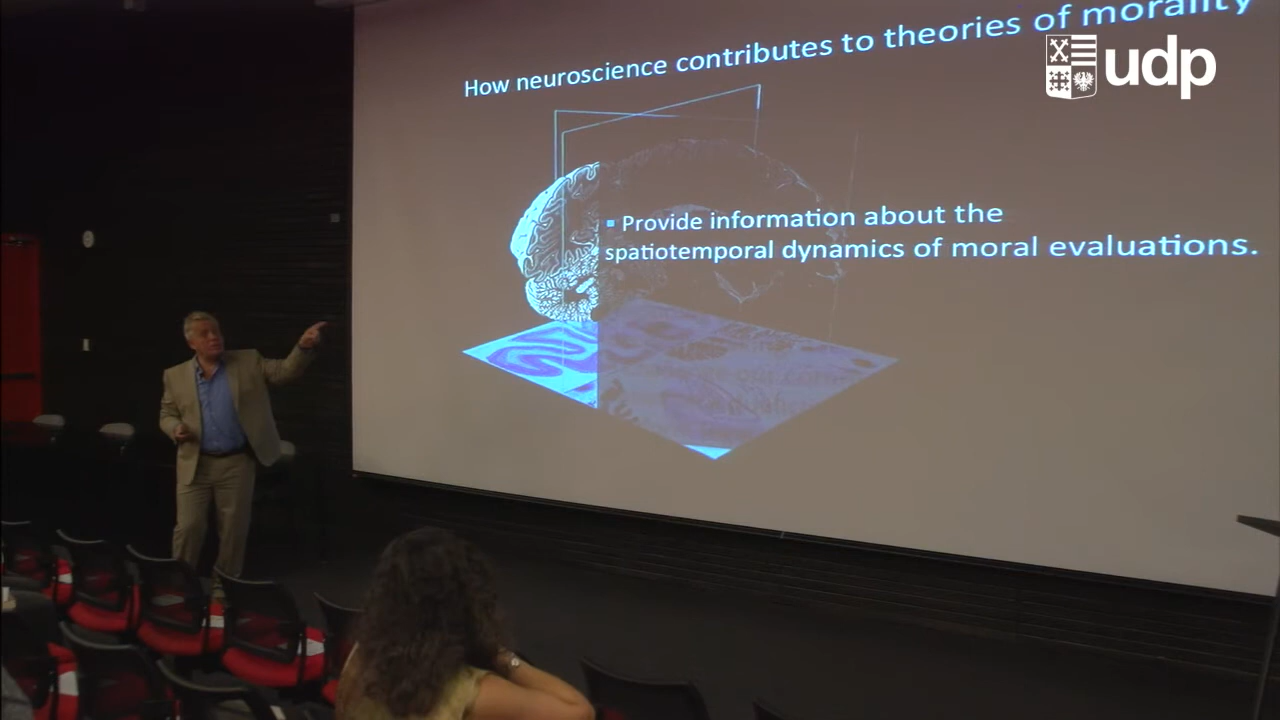 How neuroscience contributes to theories of morality
udp
▪ Provide information about the
spatiotemporal dynamics of moral evaluations.